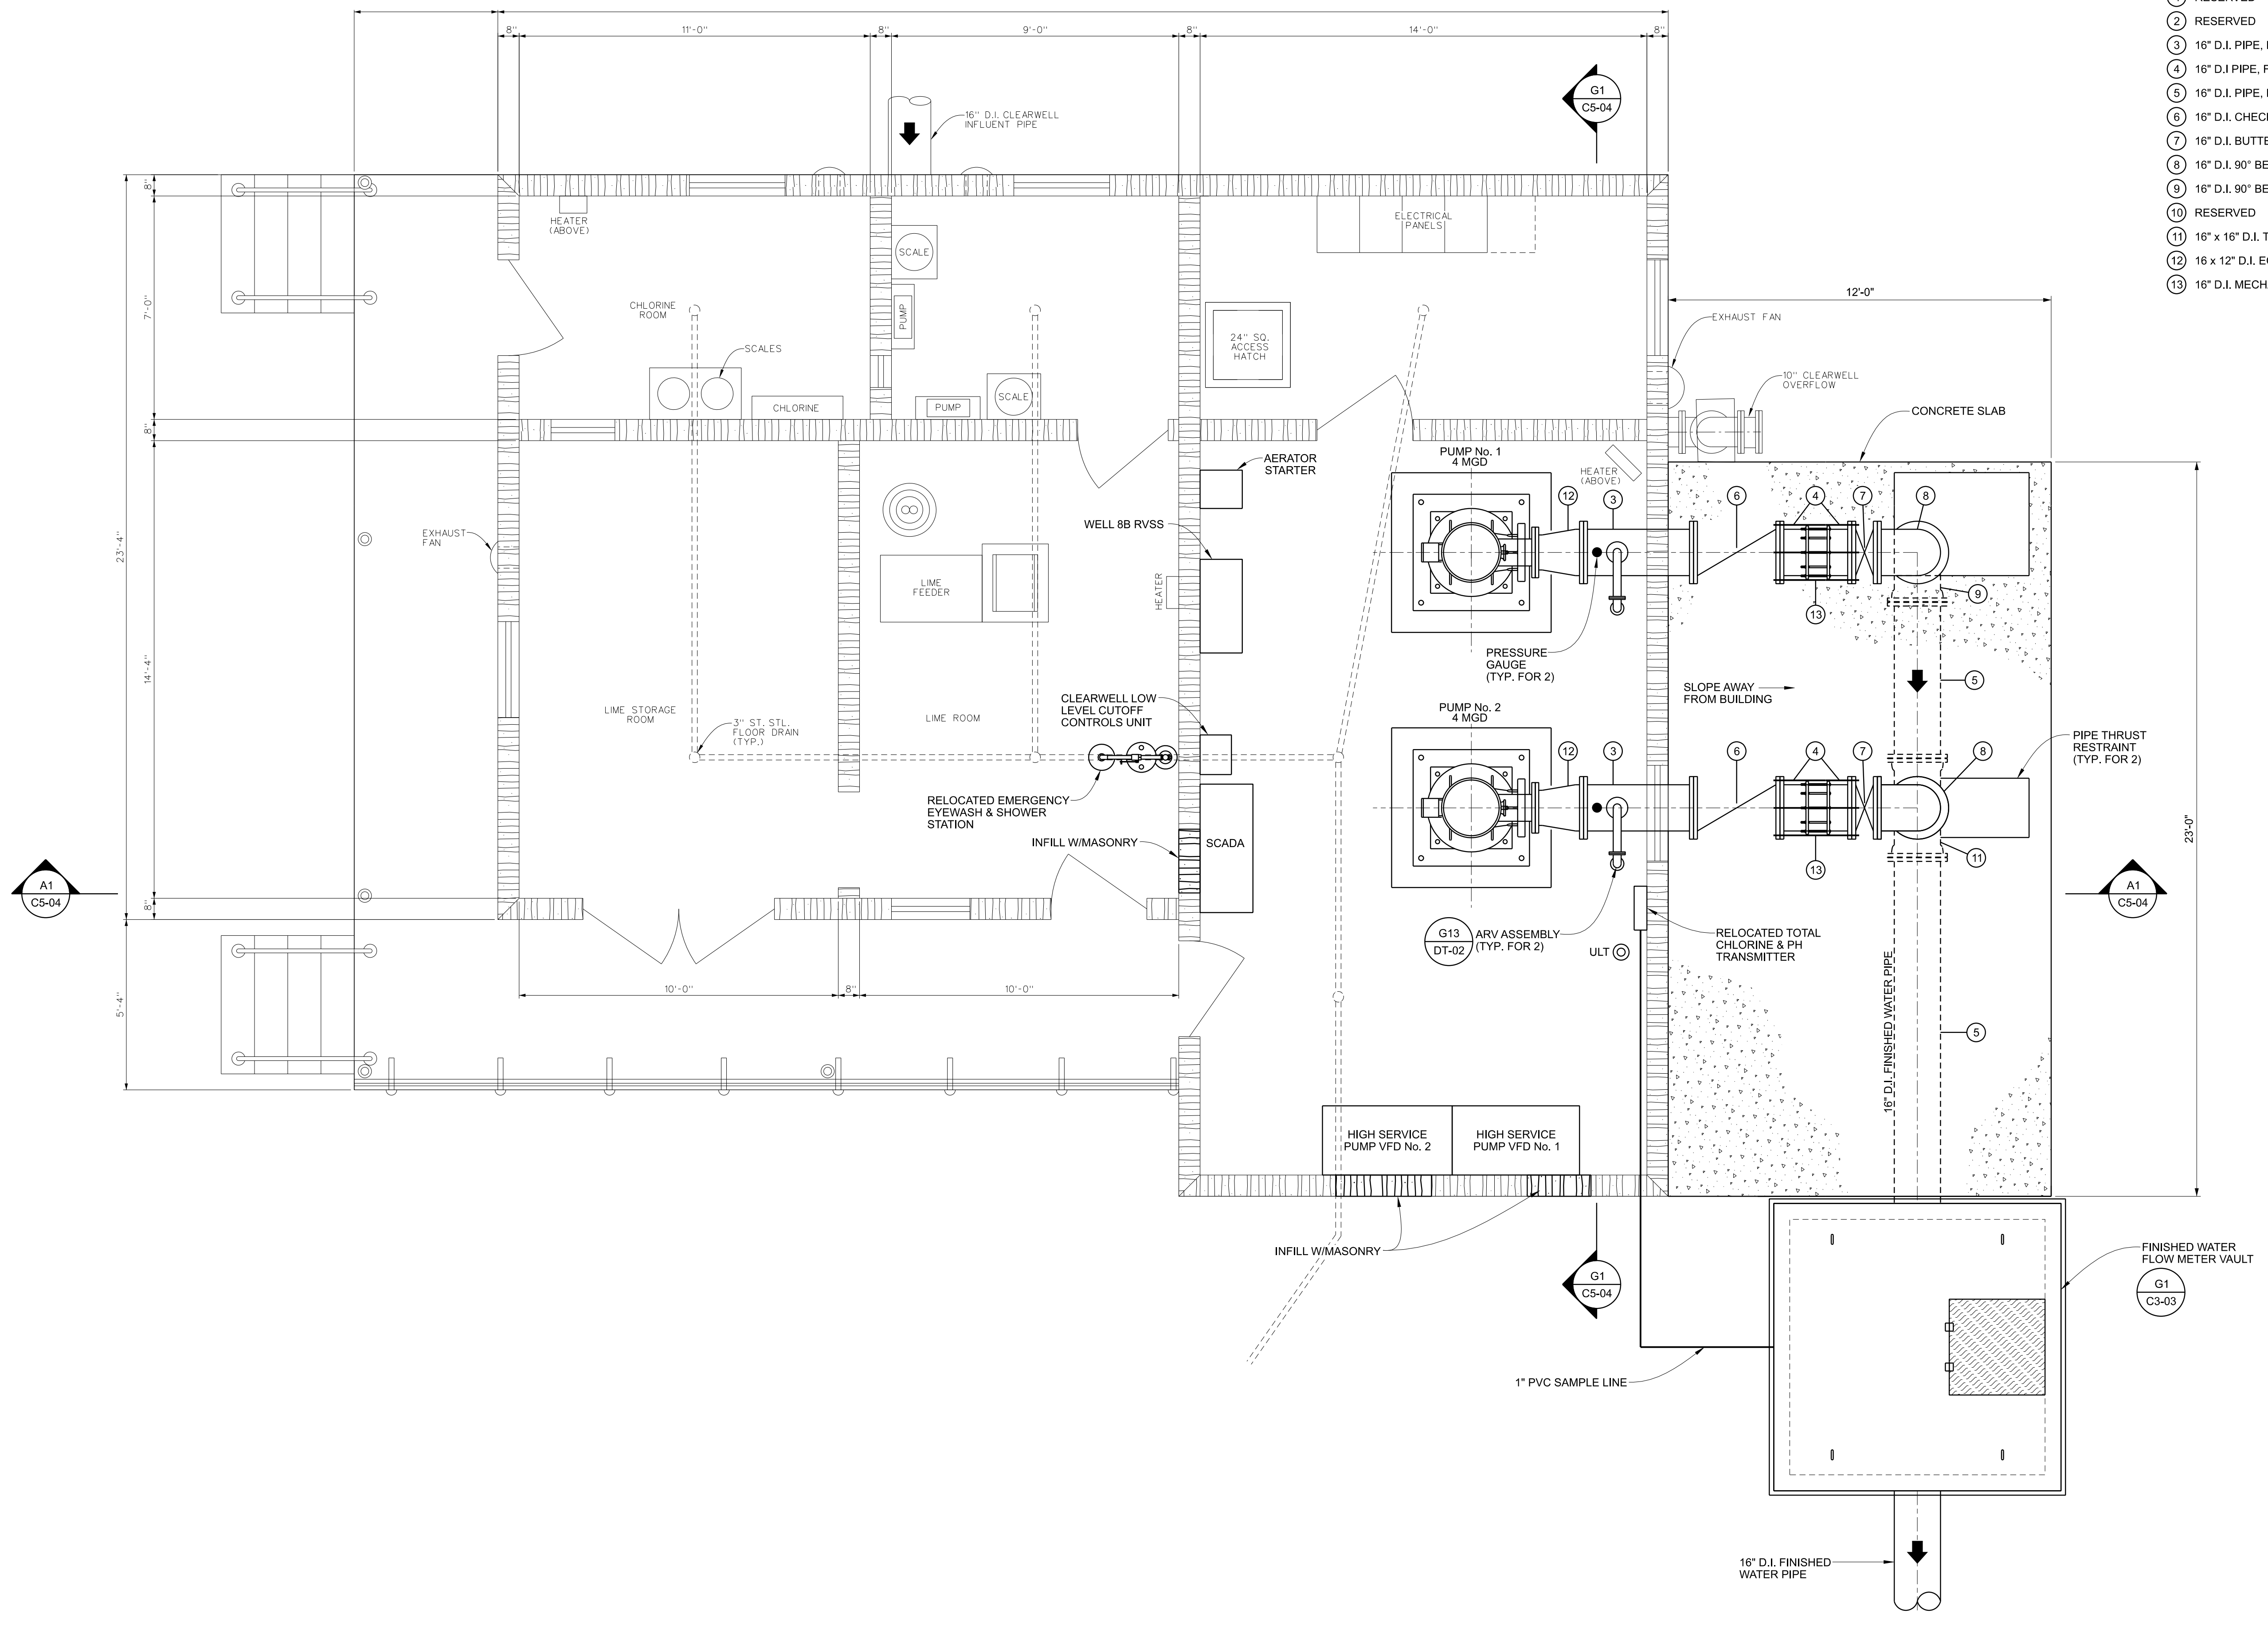 8"
11'-0"
8"
9'-0"
8"
14'-0"
8"
2 RESERVED
3 16" D.I. PIPE,
4 16" D.I PIPE,
5 16" D.I. PIPE,
6 16" D.I.
7 16" D.I.
8 16" D.I. 90°
9 16" D.I. 90°
10 RESERVED
11 16" x 16" D.I.
12 16 x 12" D.I.
13 16" D.I.
G1
C5-04
16" D.I. CLEARWELL
INFLUENT PIPE
8"
7'-0"
8"
23'-4"
14'-4"
8"
5'-4"
HEATER
(ABOVE)
CHLORINE
ROOM
SCALES
CHLORINE
SCALE
PUMP
PUMP
SCALE
ELECTRICAL
PANELS
24" SQ.
ACCESS
HATCH
12'-0"
EXHAUST FAN
10" CLEARWELL
OVERFLOW
CONCRETE SLAB
AERATOR
STARTER
PUMP No. 1
4 MGD
HEATER
(ABOVE)
12
3
6
4
7
8
WELL 8B RVSS
EXHAUST
FAN
LIME
FEEDER
HEATER
9
13
PRESSURE
GAUGE
(TYP. FOR 2)
5
SLOPE AWAY
FROM BUILDING
LIME STORAGE
ROOM
3" ST. STL.
FLOOR DRAIN
(TYP.)
LIME ROOM
CLEARWELL LOW
LEVEL CUTOFF
CONTROLS UNIT
PUMP No. 2
4 MGD
12
3
6
4
7
8
PIPE THRUST
RESTRAINT
(TYP. FOR 2)
RELOCATED EMERGENCY
EYEWASH & SHOWER
STATION
INFILL W/MASONRY
SCADA
11
13
23'-0"
A1
C5-04
A1
C5-04
G13
DT-02
ARV ASSEMBLY
(TYP. FOR 2)
ULT
RELOCATED TOTAL
CHLORINE & PH
TRANSMITTER
10'-0"
8"
10'-0"
16" D.I. FINISHED WATER PIPE
5
HIGH SERVICE
PUMP VFD No. 2
HIGH SERVICE
PUMP VFD No. 1
INFILL W/MASONRY
G1
C5-04
FINISHED WATER
FLOW METER VAULT
G1
C3-03
1" PVC SAMPLE LINE
16" D.I. FINISHED
WATER PIPE